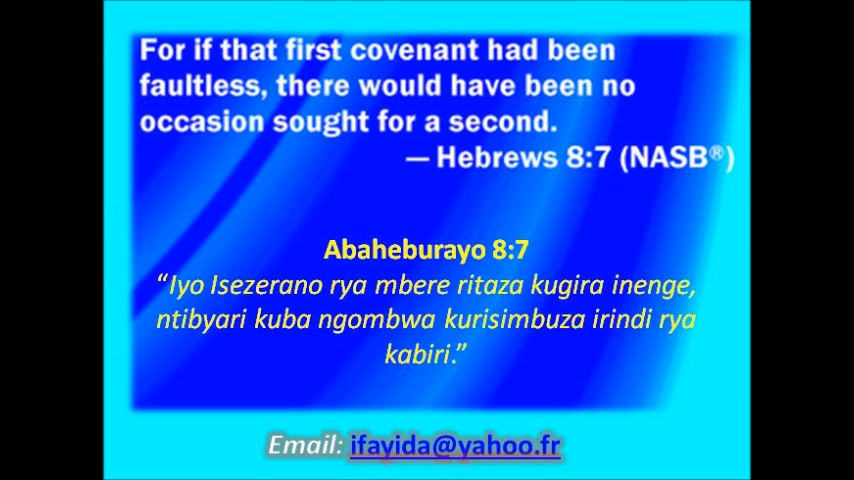 For if that first covenant had been
faultless, there would have been no
occasion sought for a second.
— Hebrews 8:7 (NASB®)
Abaheburayo 8:7
“Iyo Isezerano rya mbere ritaza kugira inenge,
ntibyari kuba ngombwa kurisimbuza irindi rya
kabiri.”
Email: ifayida@yahoo.fr